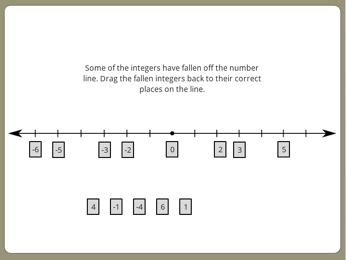 Some of the integers have fallen off the number
line. Drag the fallen integers back to their correct
places on the line.
-6 -5 -3 -2 0 2 3 5
4 -1 -4 6 1